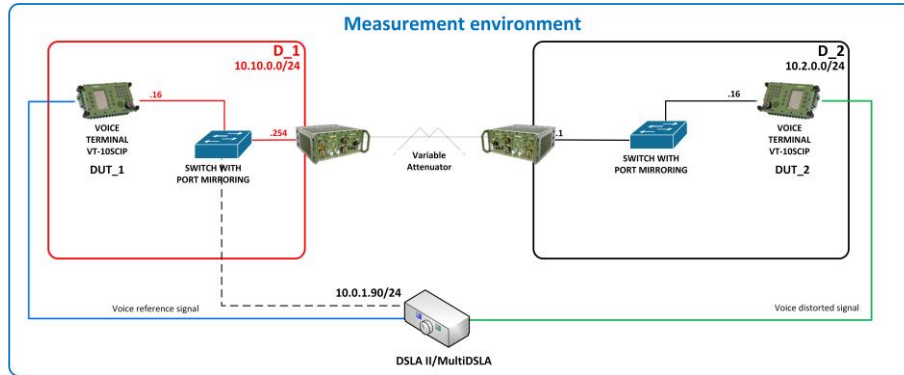 Measurement environment
D_1
10.10.0.0/24
.16
VOICE
TERMINAL
VT-10SCIP
DUT_1
SWITCH WITH
PORT MIRRORING
.254
Variable
Attenuator
D_2
10.2.0.0/24
.1
SWITCH WITH
PORT MIRRORING
.16
VOICE
TERMINAL
VT-10SCIP
DUT_2
Voice reference signal
10.0.1.90/24
Voice distorted signal
DSLA II/MultiDSLA